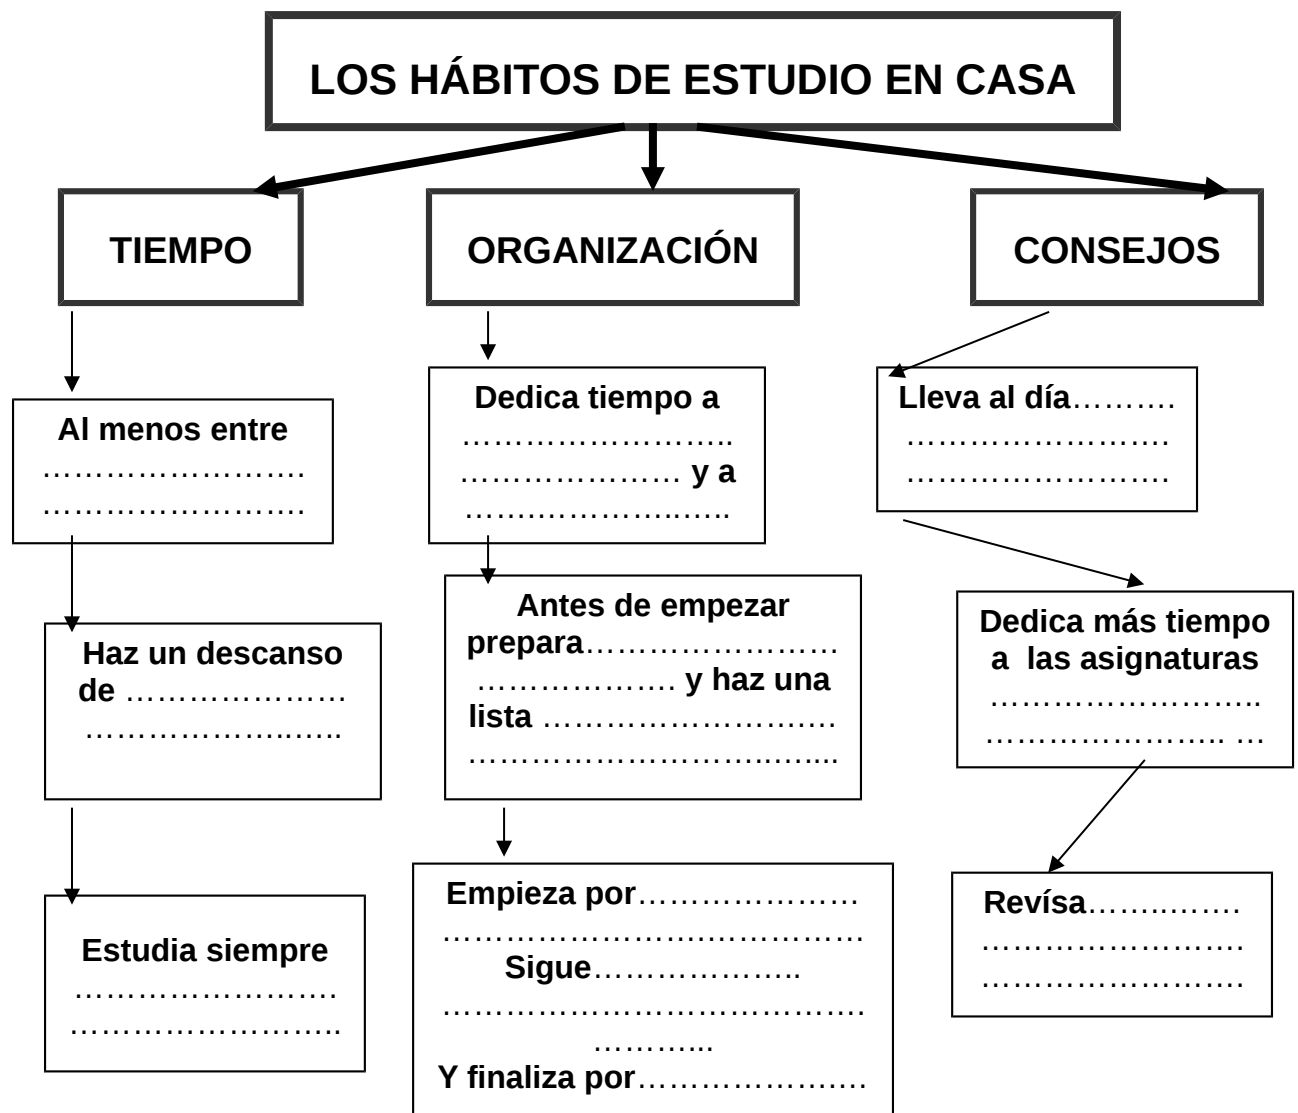 LOS HÁBITOS DE ESTUDIO EN CASA
TIEMPO
ORGANIZACIÓN
CONSEJOS
Al menos entre
…………………….
…………………….
Haz un descanso
de …………………
………………..…..
Estudia siempre
…………………….
……………………..
Dedica tiempo a
……………………..
………………… y a
…….…………..…..
Antes de empezar
prepara……………………
………………. y haz una
lista …………………….…
………………………..…....
Empieza por…………………
…………………….……………
Sigue………………..
………………………………….
………...
Y finaliza por……………….…
Lleva al día……….
…………………….
…………………….
Dedica más tiempo
a las asignaturas
……………………..
………………….. …
Revísa……..…….
…………………….
…………………….